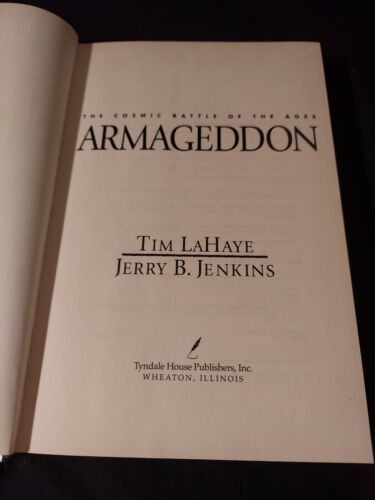 THE COSMIC BATTLE OF THE AGES
ARMAGEDDON
TIM LAHAYE
JERRY B. JENKINS
Tyndale House Publishers, Inc.
WHEATON, ILLINOIS